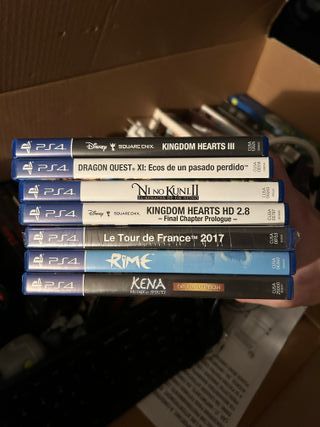 PS4 Disney SQUARE ENIX KINGDOM HEARTS III
PS4 DRAGON QUEST XI: Ecos de un pasado perdido
PS4 NI NO KUNI II
PS4 Disney SQUARE ENIX KINGDOM HEARTS HD 2.8
– Final Chapter Prologue –
PS4 Le Tour de France™ 2017
PS4 RiME
PS4 KENA